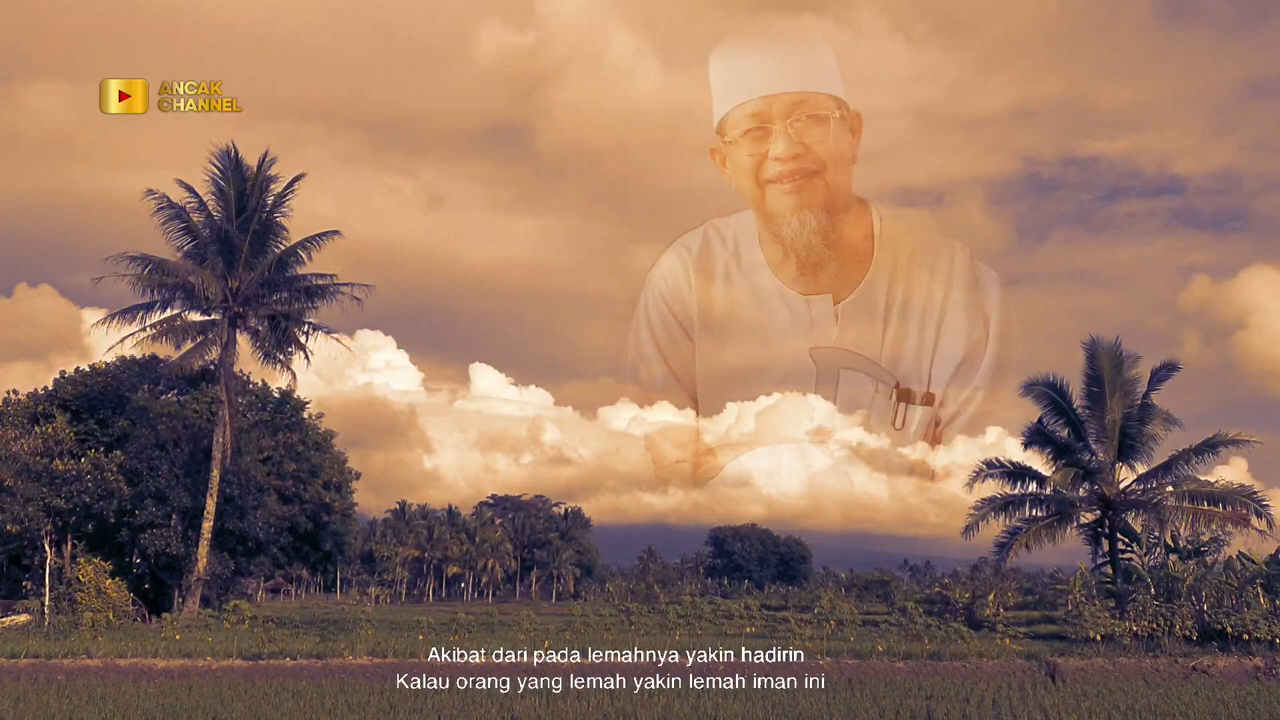 ANCAK
CHANNEL
Akibat dari pada lemahnya yakin hadirin
Kalau orang yang lemah yakin lemah iman ini